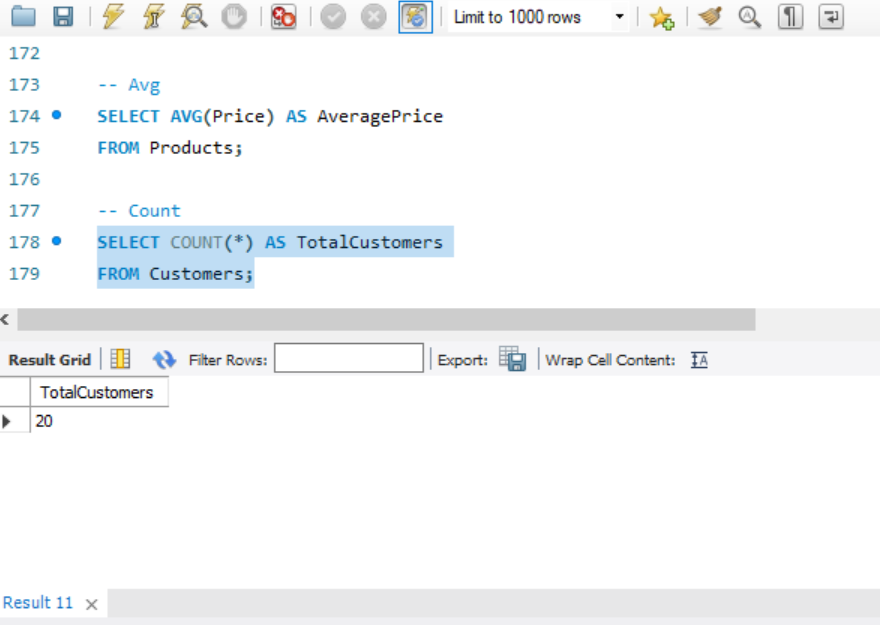 Limit to 1000 rows
172
173 -- Avg
174 SELECT AVG(Price) AS AveragePrice
175 FROM Products;
176
177 -- Count
178 SELECT COUNT(*) AS TotalCustomers
179 FROM Customers;
Result Grid Filter Rows: Export: Wrap Cell Content: IA
TotalCustomers
20
Result 11